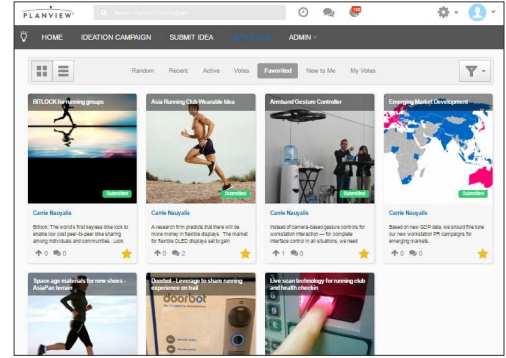 PLANVIEW
HOME IDEATION CAMPAIGN SUBMIT IDEA VIEW IDEAS ADMIN
Random Recent Active Votes Favorited New to Me My Votes
BITLOCK for running groups
Asia Running Club Wearable Idea
Armband Gesture Controller
Emerging Market Development
Submitted
Submitted
Submitted
Submitted
Carrie Nauyalis
Carrie Nauyalis
Carrie Nauyalis
Carrie Nauyalis
Bitlock: The world's first keyless bike lock to
enable low cost peer-to-peer bike sharing
among individuals and communities. Lock
A research firm predicts that there will be
more money in flexible displays. The market
for flexible OLED displays set to gain
Instead of camera-based gesture controls for
workstation interaction — for complete
interface control in all situations, we need
Based on new GDP data, we should fine tune
our new workstation PR campaigns for
emerging markets.
0 0
0 2
1 0
0 0
Space age materials for new shoes -
AsiaPac terrain
Doorbot - Leverage to share running
experience on trail
doorbot
Live scan technology for running club
and health checkin